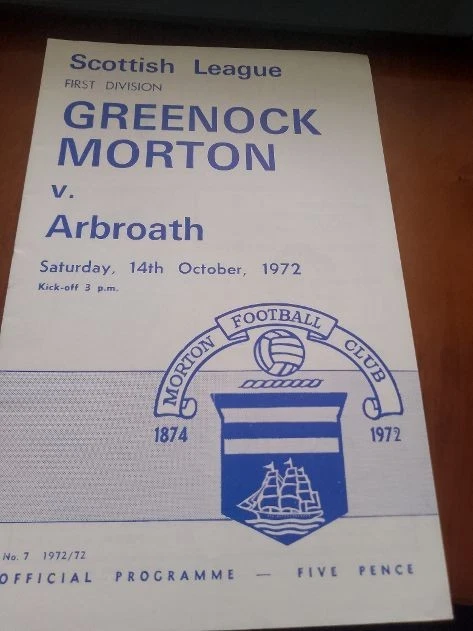 Scottish League
FIRST DIVISION
GREENOCK
MORTON
v.
Arbroath
Saturday, 14th October, 1972
Kick-off 3 p.m.
MORTON FOOTBALL CLUB
1874 1972
No. 7 1972/72
OFFICIAL PROGRAMME — FIVE PENCE